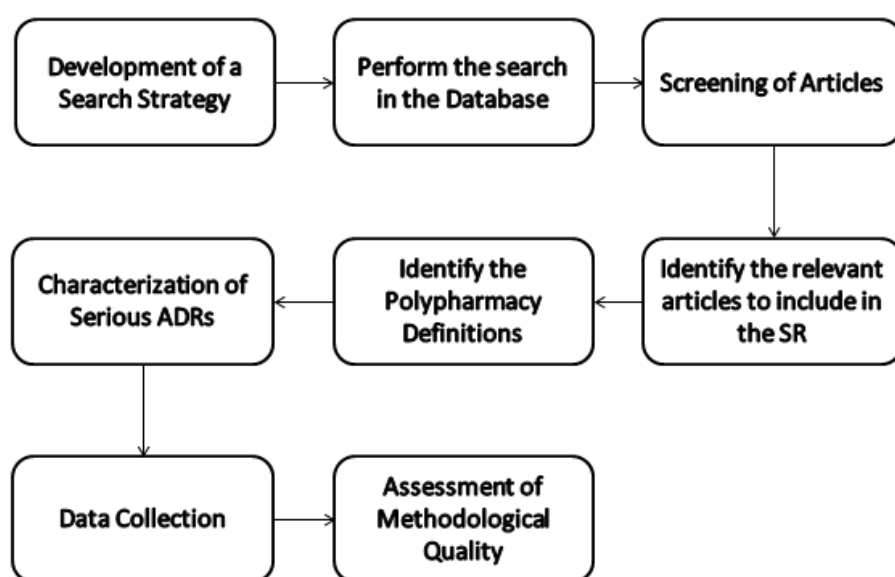 Development of a
Search Strategy
Perform the search
in the Database
Screening of Articles
Identify the relevant
articles to include in
the SR
Identify the
Polypharmacy
Definitions
Characterization of
Serious ADRs
Data Collection
Assessment of
Methodological
Quality